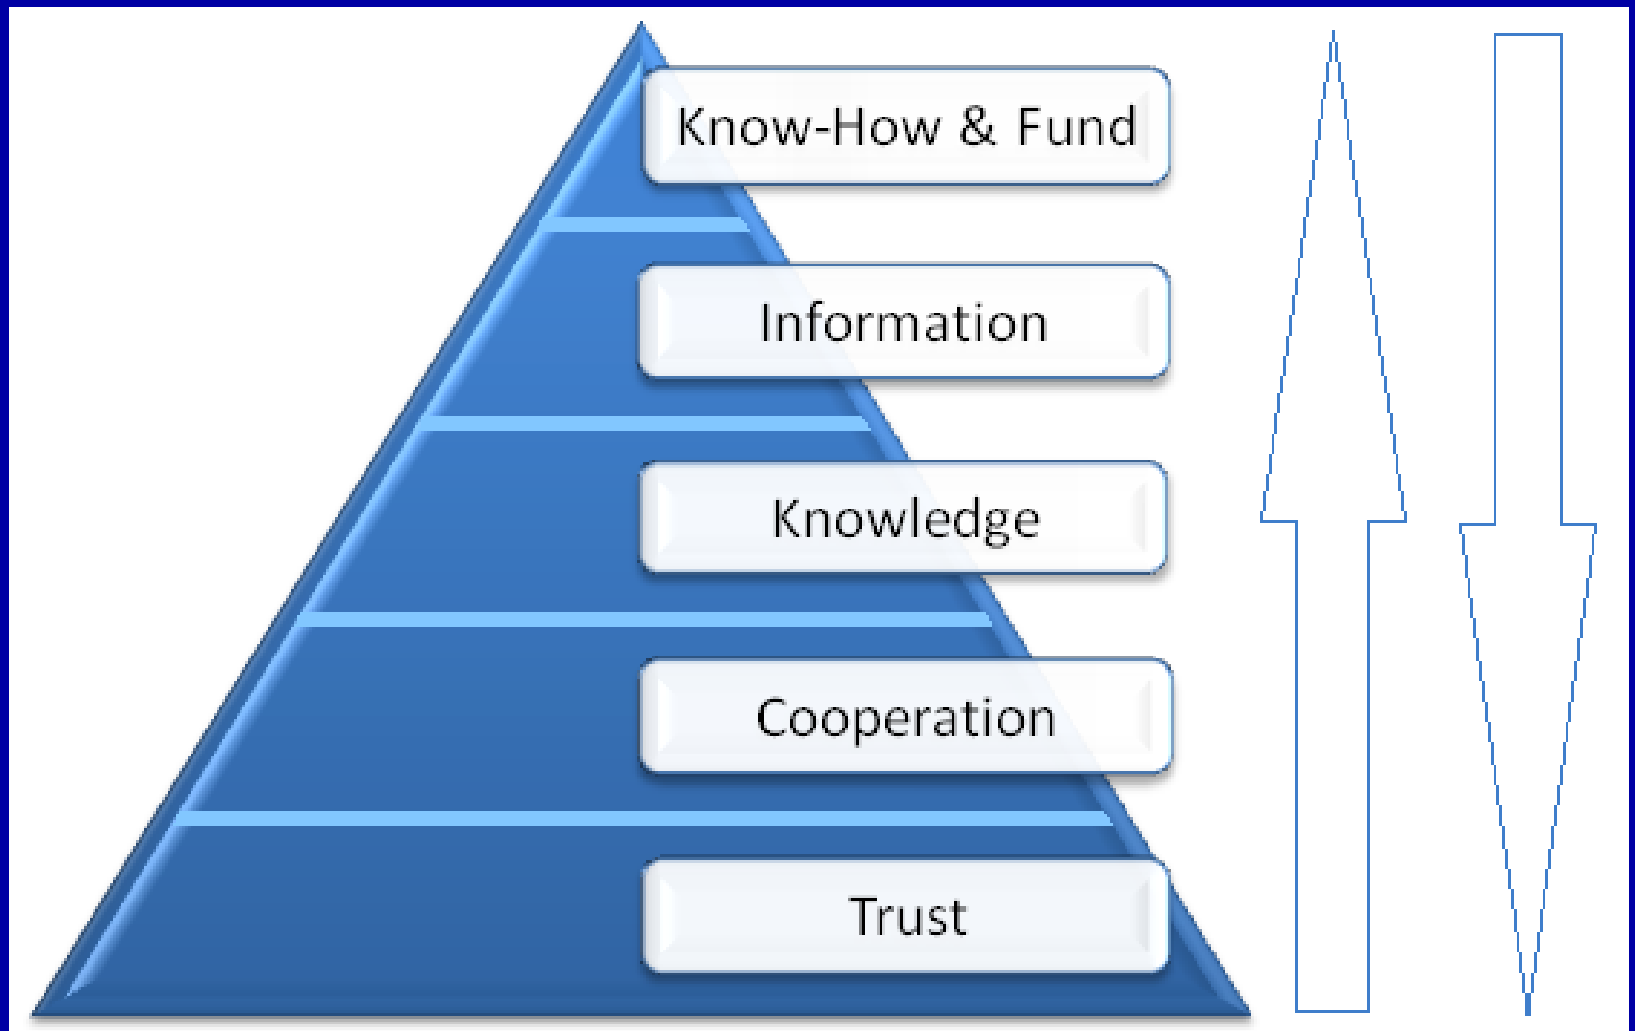 Know-How & Fund
Information
Knowledge
Cooperation
Trust